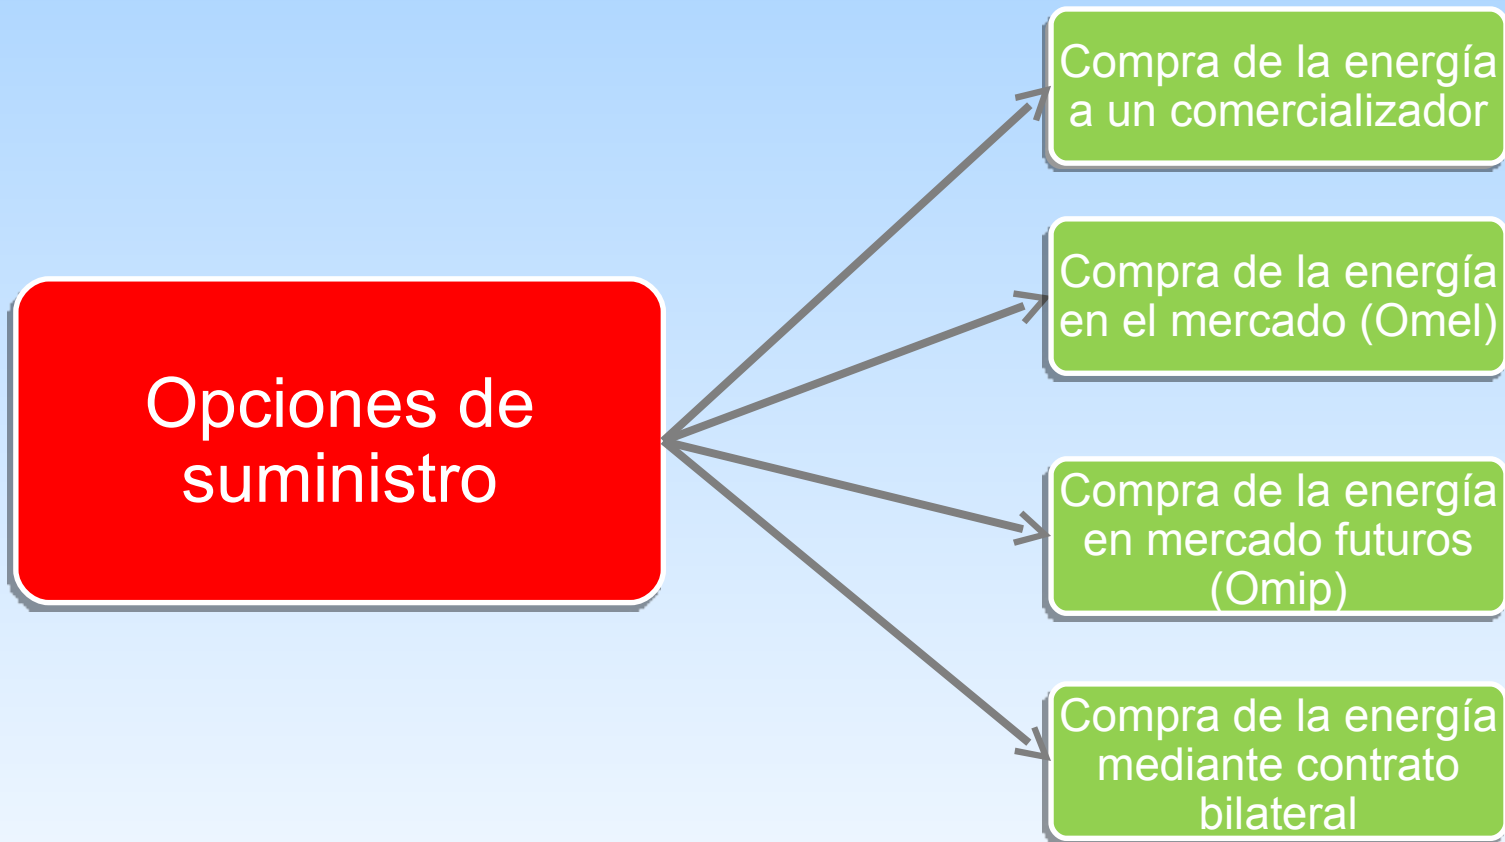 Opciones de
suministro
Compra de la energía
a un comercializador
Compra de la energía
en el mercado (Omel)
Compra de la energía
en mercado futuros
(Omip)
Compra de la energía
mediante contrato
bilateral